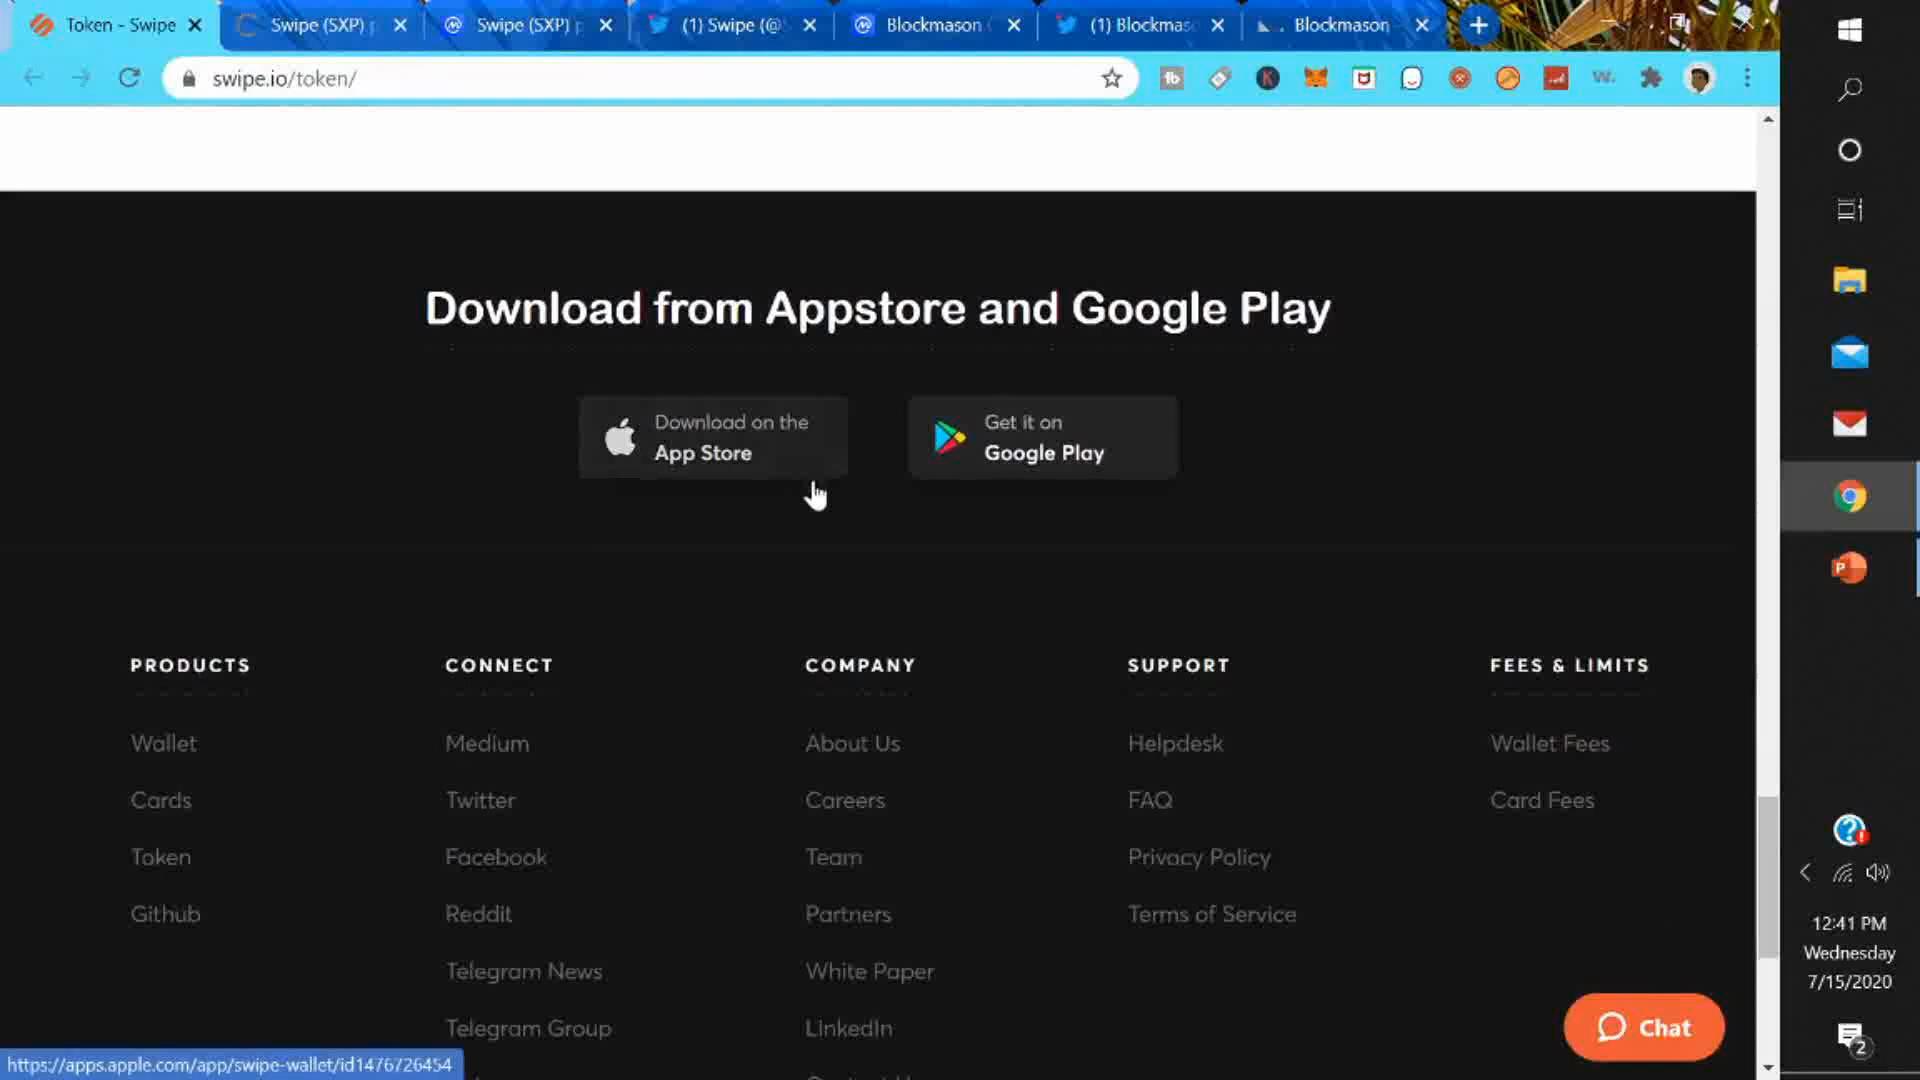 Token - Swipe
Swipe (SXP) p
Swipe (SXP) p
(1) Swipe (@S
Blockmason
(1) Blockmas
Blockmason
swipe.io/token/
Download from Appstore and Google Play
Download on the
App Store
Get it on
Google Play
PRODUCTS
Wallet
Cards
Token
Github
CONNECT
Medium
Twitter
Facebook
Reddit
Telegram News
Telegram Group
COMPANY
About Us
Careers
Team
Partners
White Paper
LinkedIn
SUPPORT
Helpdesk
FAQ
Privacy Policy
Terms of Service
FEES & LIMITS
Wallet Fees
Card Fees
Chat
https://apps.apple.com/app/swipe-wallet/id1476726454
12:41 PM
Wednesday
7/15/2020
2